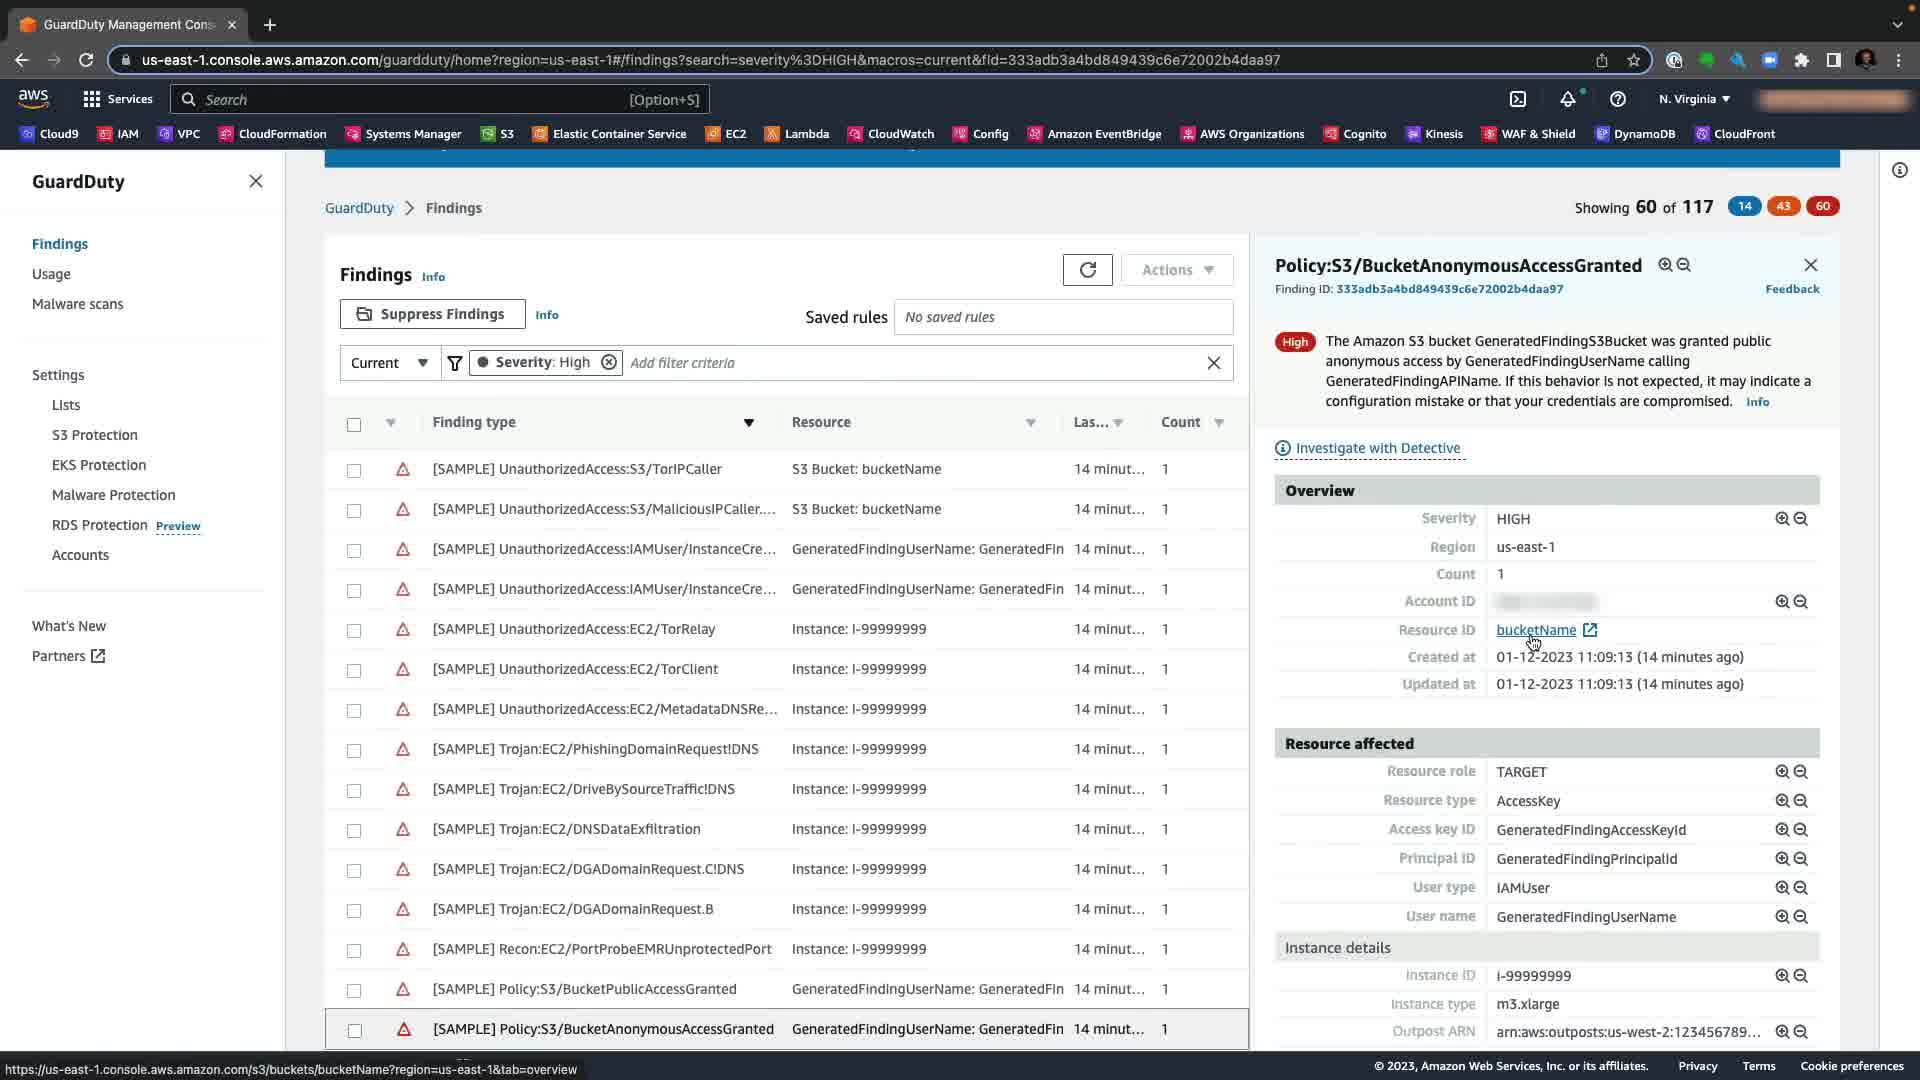 GuardDuty Management Cons
us-east-1.console.aws.amazon.com/guardduty/home?region=us-east-1#/findings?search=severity%3DHIGH&macros=current&fId=333adb3a4bd849439c6e72002b4daa97
aws
Services
Search
[Option+S]
N. Virginia
Cloud9
IAM
VPC
CloudFormation
Systems Manager
S3
Elastic Container Service
EC2
Lambda
CloudWatch
Config
Amazon EventBridge
AWS Organizations
Cognito
Kinesis
WAF & Shield
DynamoDB
CloudFront
GuardDuty
Findings
Usage
Malware scans
Settings
Lists
S3 Protection
EKS Protection
Malware Protection
RDS Protection Preview
Accounts
What's New
Partners
GuardDuty > Findings
Showing 60 of 117 14 43 60
Findings Info
Actions
Suppress Findings Info
Saved rules No saved rules
Current Severity: High Add filter criteria
Finding type Resource Las... Count
[SAMPLE] UnauthorizedAccess:S3/TorIPCaller S3 Bucket: bucketName 14 minut... 1
[SAMPLE] UnauthorizedAccess:S3/MaliciousIPCaller.... S3 Bucket: bucketName 14 minut... 1
[SAMPLE] UnauthorizedAccess:IAMUser/InstanceCre... GeneratedFindingUserName: GeneratedFin 14 minut... 1
[SAMPLE] UnauthorizedAccess:IAMUser/InstanceCre... GeneratedFindingUserName: GeneratedFin 14 minut... 1
[SAMPLE] UnauthorizedAccess:EC2/TorRelay Instance: I-99999999 14 minut... 1
[SAMPLE] UnauthorizedAccess:EC2/TorClient Instance: I-99999999 14 minut... 1
[SAMPLE] UnauthorizedAccess:EC2/MetadataDNSRe... Instance: I-99999999 14 minut... 1
[SAMPLE] Trojan:EC2/PhishingDomainRequest!DNS Instance: I-99999999 14 minut... 1
[SAMPLE] Trojan:EC2/DriveBySourceTraffic!DNS Instance: I-99999999 14 minut... 1
[SAMPLE] Trojan:EC2/DNSDataExfiltration Instance: I-99999999 14 minut... 1
[SAMPLE] Trojan:EC2/DGADomainRequest.C!DNS Instance: I-99999999 14 minut... 1
[SAMPLE] Trojan:EC2/DGADomainRequest.B Instance: I-99999999 14 minut... 1
[SAMPLE] Recon:EC2/PortProbeEMRUnprotectedPort Instance: I-99999999 14 minut... 1
[SAMPLE] Policy:S3/BucketPublicAccessGranted GeneratedFindingUserName: GeneratedFin 14 minut... 1
[SAMPLE] Policy:S3/BucketAnonymousAccessGranted GeneratedFindingUserName: GeneratedFin 14 minut... 1
Policy:S3/BucketAnonymousAccessGranted
Finding ID: 333adb3a4bd849439c6e72002b4daa97 Feedback
High The Amazon S3 bucket GeneratedFindingS3Bucket was granted public
anonymous access by GeneratedFindingUserName calling
GeneratedFindingAPIName. If this behavior is not expected, it may indicate a
configuration mistake or that your credentials are compromised. Info
Investigate with Detective
Overview
Severity HIGH
Region us-east-1
Count 1
Account ID
Resource ID bucketName
Created at 01-12-2023 11:09:13 (14 minutes ago)
Updated at 01-12-2023 11:09:13 (14 minutes ago)
Resource affected
Resource role TARGET
Resource type AccessKey
Access key ID GeneratedFindingAccessKeyId
Principal ID GeneratedFindingPrincipalId
User type IAMUser
User name GeneratedFindingUserName
Instance details
Instance ID i-99999999
Instance type m3.xlarge
Outpost ARN arn:aws:outposts:us-west-2:123456789...
https://us-east-1.console.aws.amazon.com/s3/buckets/bucketName?region=us-east-1&tab=overview
© 2023, Amazon Web Services, Inc. or its affiliates. Privacy Terms Cookie preferences